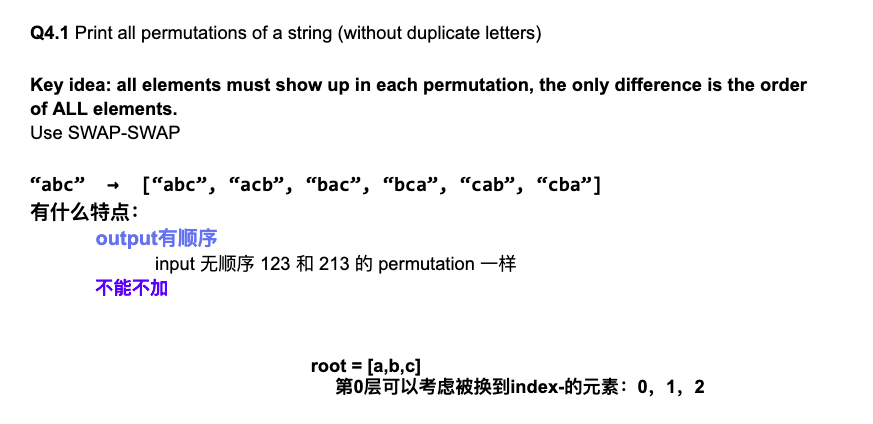 Q4.1 Print all permutations of a string (without duplicate letters)
Key idea: all elements must show up in each permutation, the only difference is the order
of ALL elements.
Use SWAP-SWAP
“abc” → [“abc”, “acb”, “bac”, “bca”, “cab”, “cba”]
有什么特点：
output有顺序
input 无顺序 123 和 213 的 permutation 一样
不能不加
root = [a,b,c]
第0层可以考虑被换到index-的元素：0，1，2